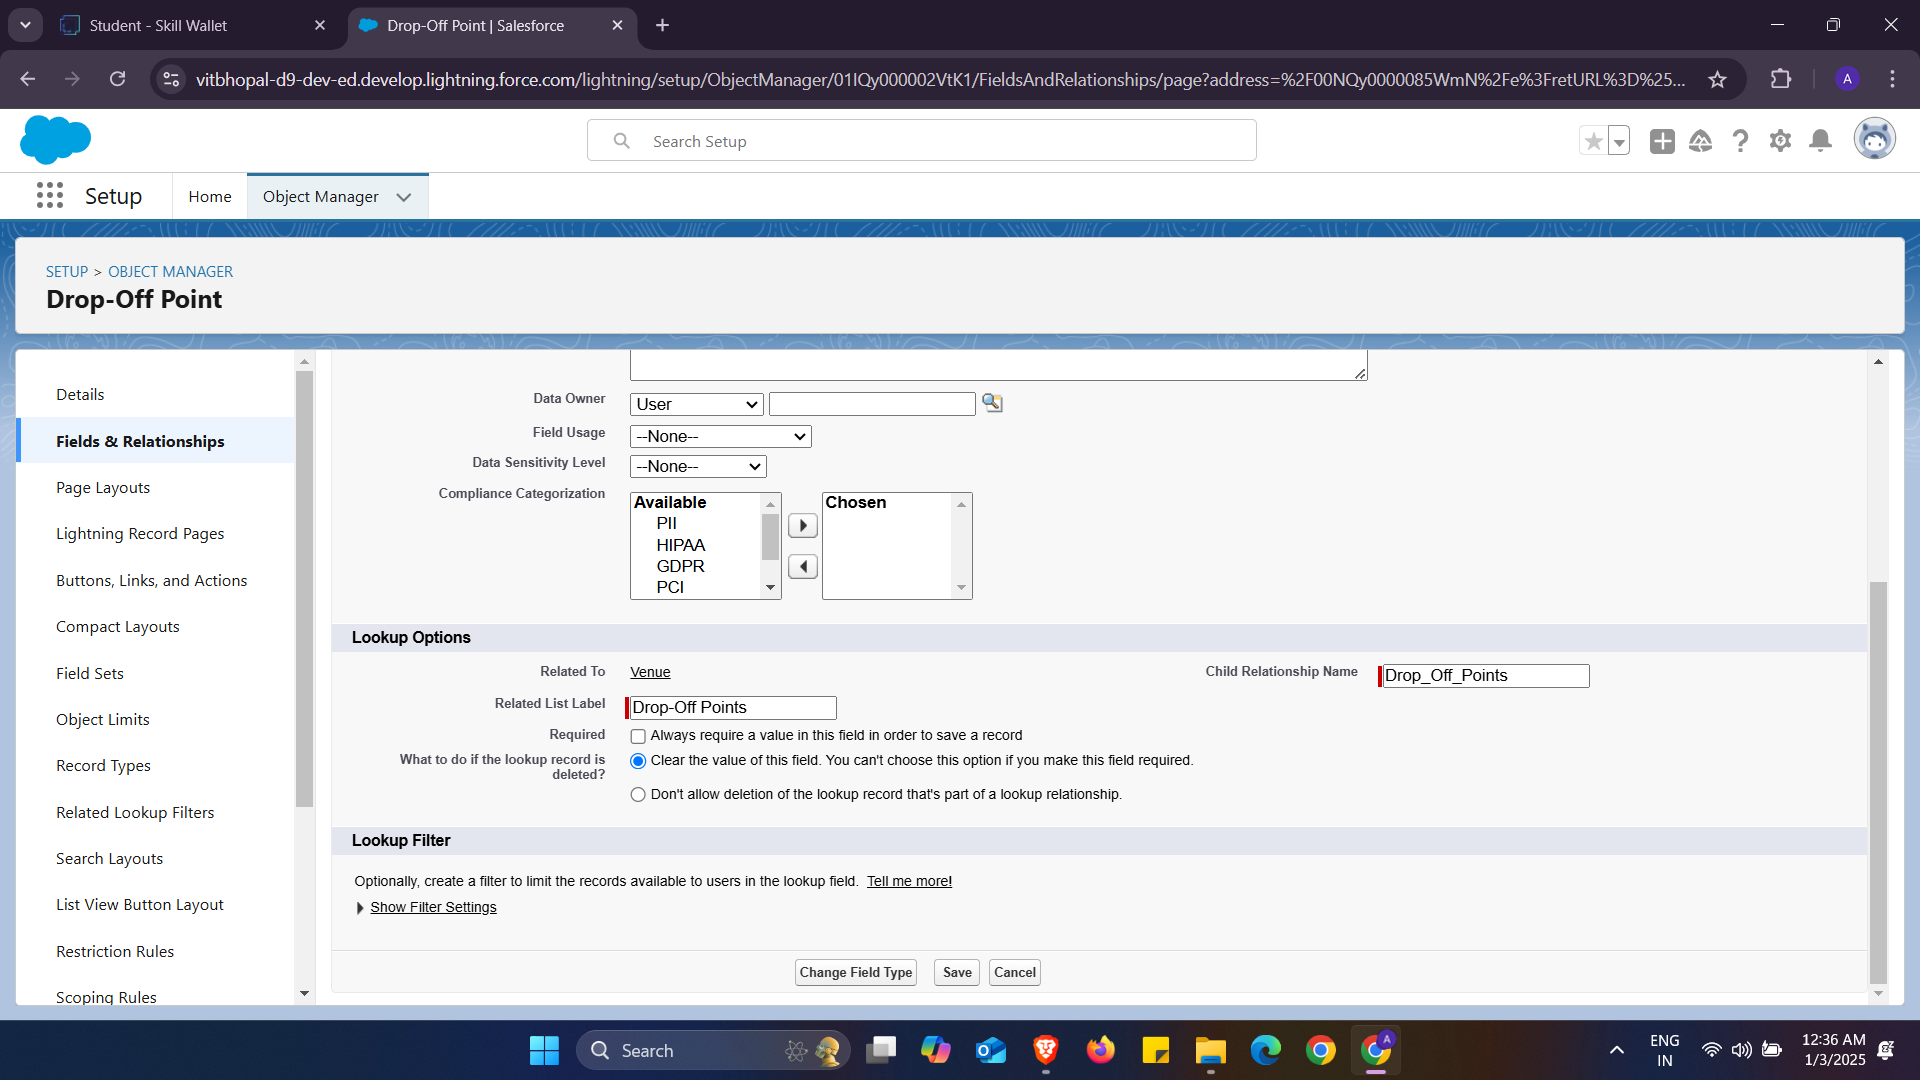 Student - Skill Wallet
Drop-Off Point | Salesforce
vitbhopal-d9-dev-ed.develop.lightning.force.com/lightning/setup/ObjectManager/01IQy000002VtK1/FieldsAndRelationships/page?address=%2F00NQy0000085WmN%2Fe%3FretURL%3D%25...
A
Search Setup
Setup
Home
Object Manager
SETUP > OBJECT MANAGER
Drop-Off Point
Details
Fields & Relationships
Page Layouts
Lightning Record Pages
Buttons, Links, and Actions
Compact Layouts
Field Sets
Object Limits
Record Types
Related Lookup Filters
Search Layouts
List View Button Layout
Restriction Rules
Scoping Rules
Data Owner
User
Field Usage
--None--
Data Sensitivity Level
--None--
Compliance Categorization
Available
PII
HIPAA
GDPR
PCI
Chosen
Lookup Options
Related To
Venue
Child Relationship Name
Drop_Off_Points
Related List Label
Drop-Off Points
Required
Always require a value in this field in order to save a record
What to do if the lookup record is
deleted?
Clear the value of this field. You can't choose this option if you make this field required.
Don't allow deletion of the lookup record that's part of a lookup relationship.
Lookup Filter
Optionally, create a filter to limit the records available to users in the lookup field. Tell me more!
Show Filter Settings
Change Field Type
Save
Cancel
Search
A
ENG
IN
12:36 AM
1/3/2025